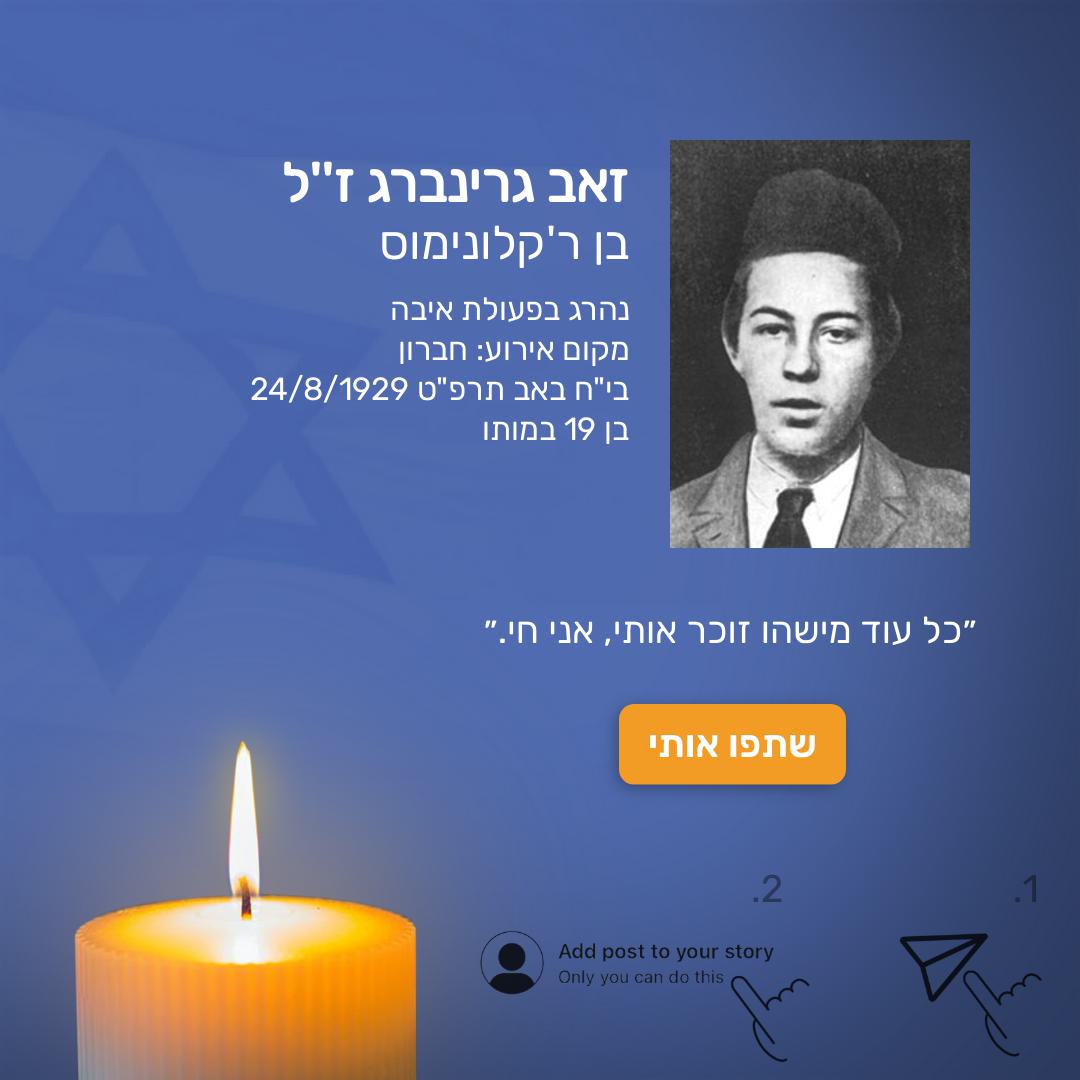 זאב גרינברג ז"ל
בן ר'קלונימוס
נהרג בפעולת איבה
מקום אירוע: חברון
בי"ח באב תרפ"ט 24/8/1929
בן 19 במותו
״כל עוד מישהו זוכר אותי, אני חי.״
שתפו אותי
.1
.2
Add post to your story
Only you can do this